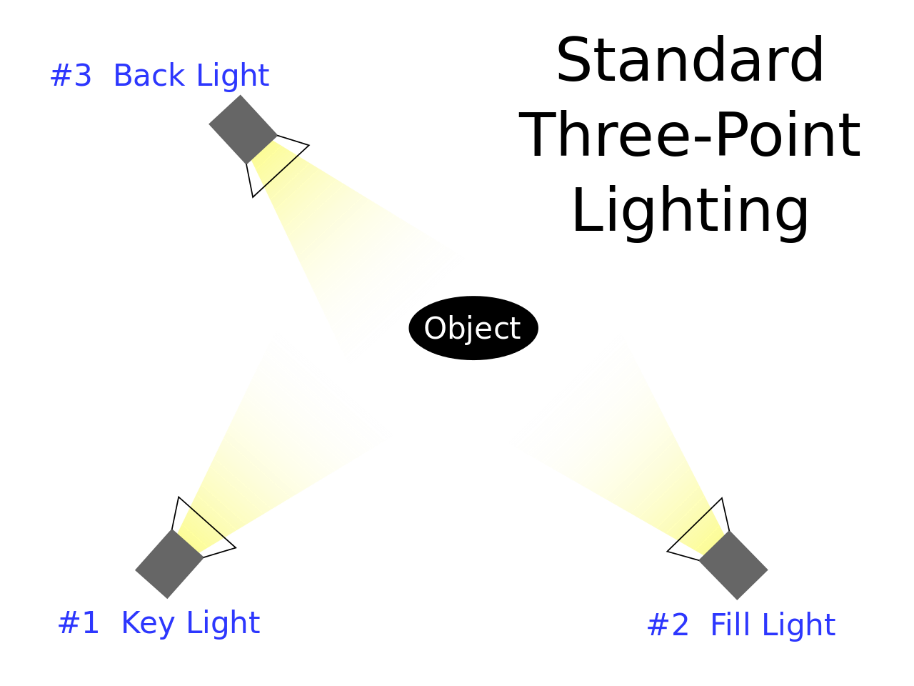 Standard
Three-Point
Lighting
#3 Back Light
Object
#1 Key Light
#2 Fill Light